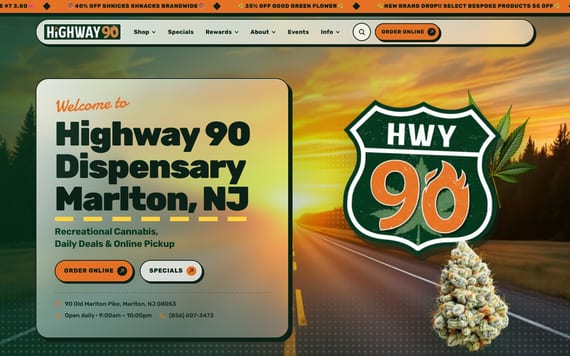 40% OFF SHNICKS SHNACKS BRANDWIDE
35% OFF GOOD GREEN FLOWER
NEW BRAND DROP!! SELECT BESPOKE PRODUCTS $5 OFF
HIGHWAY 90
Shop
Specials
Rewards
About
Events
Info
ORDER ONLINE
Welcome to
Highway 90
Dispensary
Marlton, NJ
Recreational Cannabis,
Daily Deals & Online Pickup
ORDER ONLINE
SPECIALS
90 Old Marlton Pike, Marlton, NJ 08053
Open daily • 9:00am – 10:00pm
(856) 607-3473
HWY
90